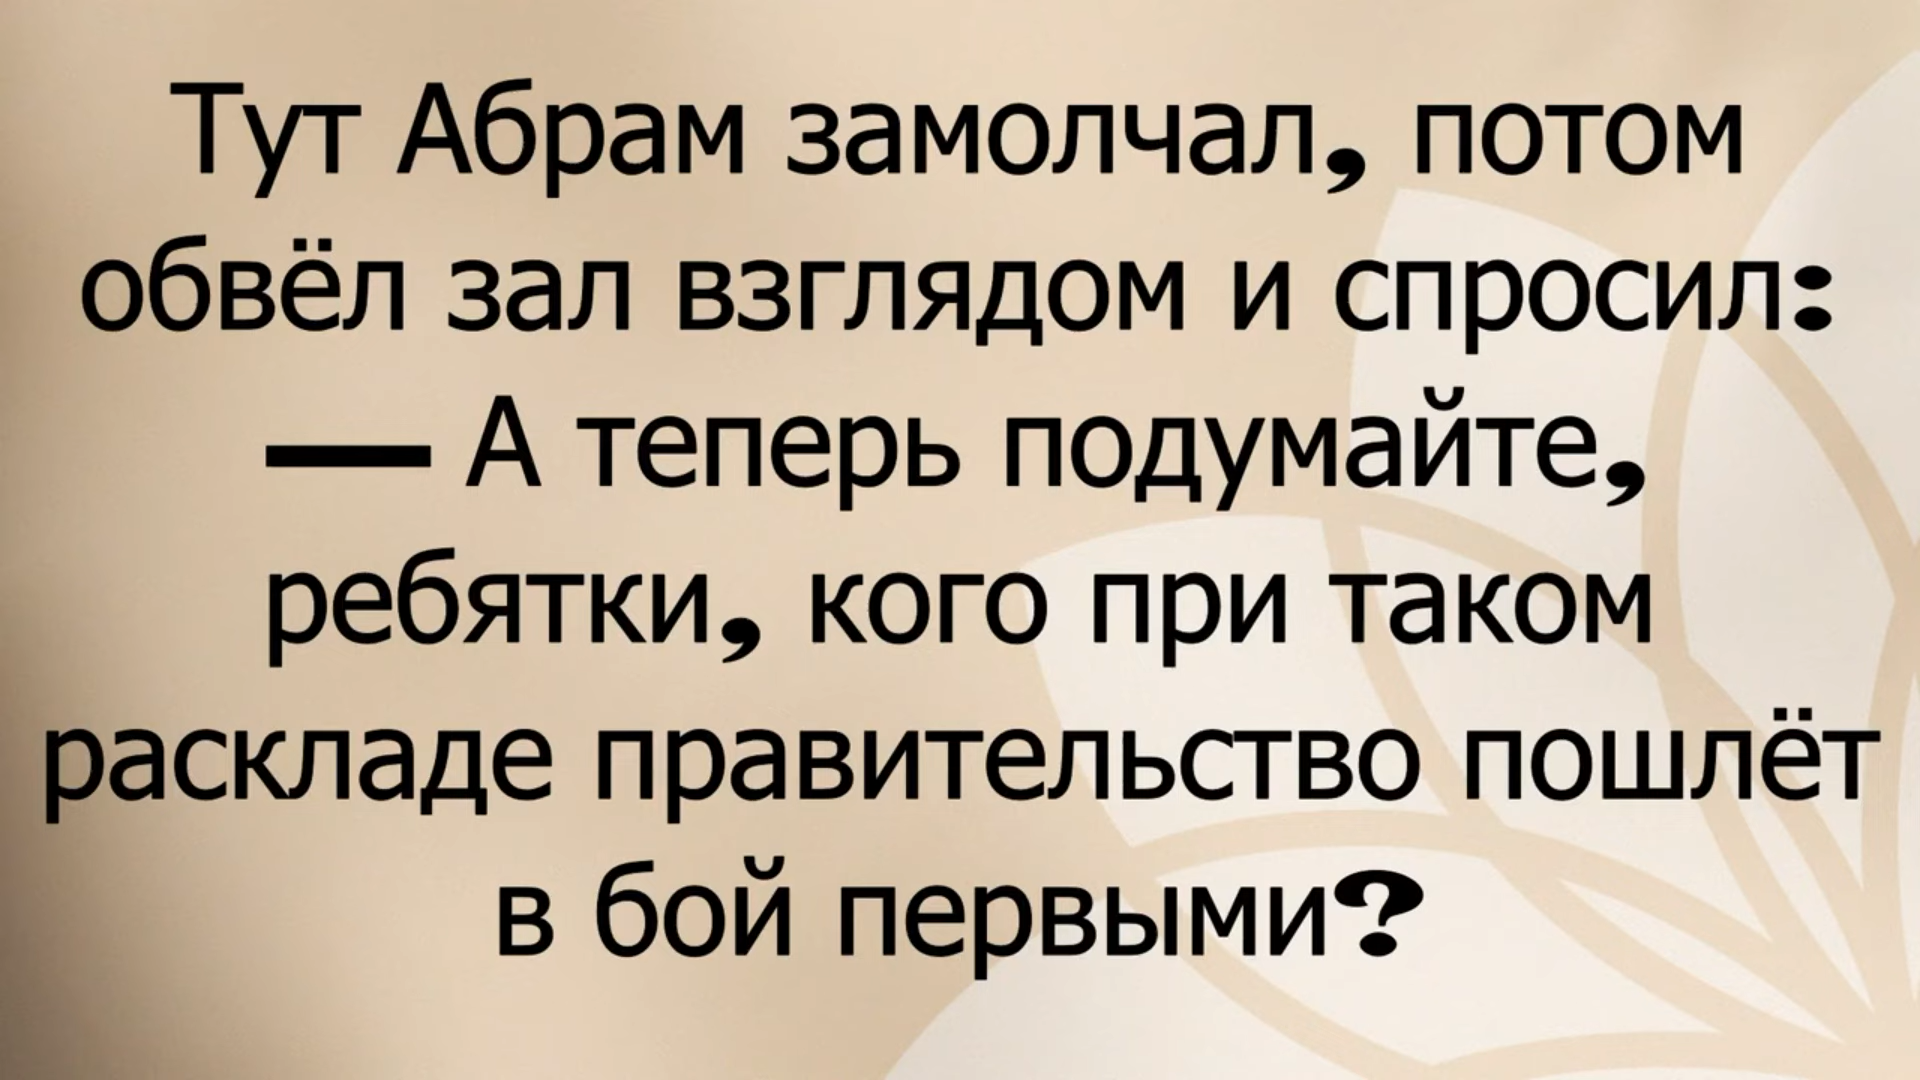 Тут Абрам замолчал, потом
обвёл зал взглядом и спросил:
— А теперь подумайте,
ребятки, кого при таком
раскладе правительство пошлёт
в бой первыми?